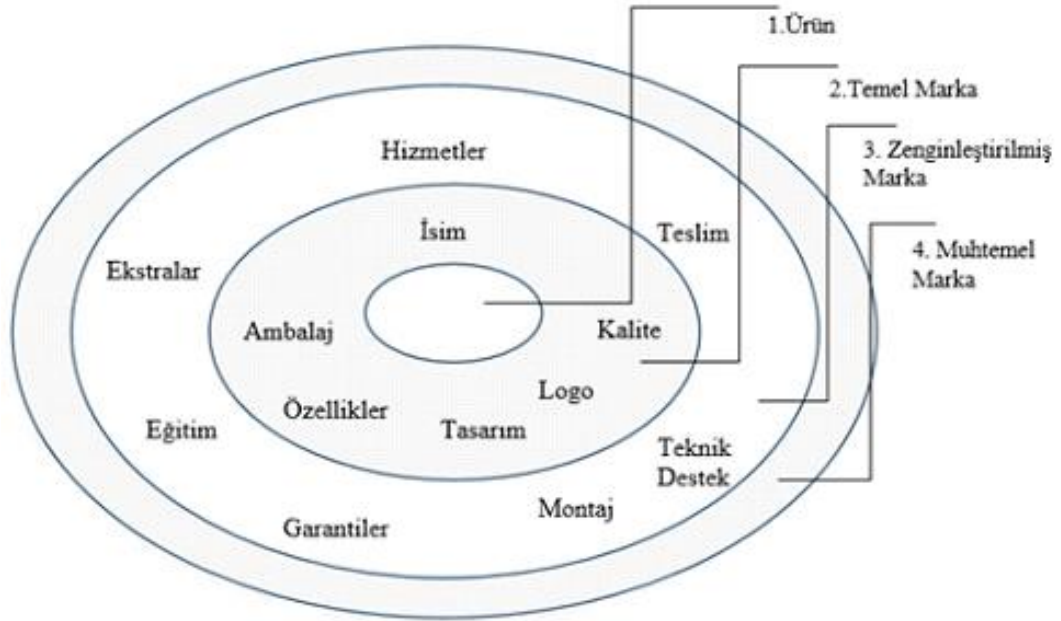 1.Ürün
2.Temel Marka
3. Zenginleştirilmiş
Marka
4. Muhtemel
Marka
Hizmetler
İsim
Teslim
Ekstralar
Ambalaj
Kalite
Logo
Özellikler
Tasarım
Eğitim
Teknik
Destek
Montaj
Garantiler